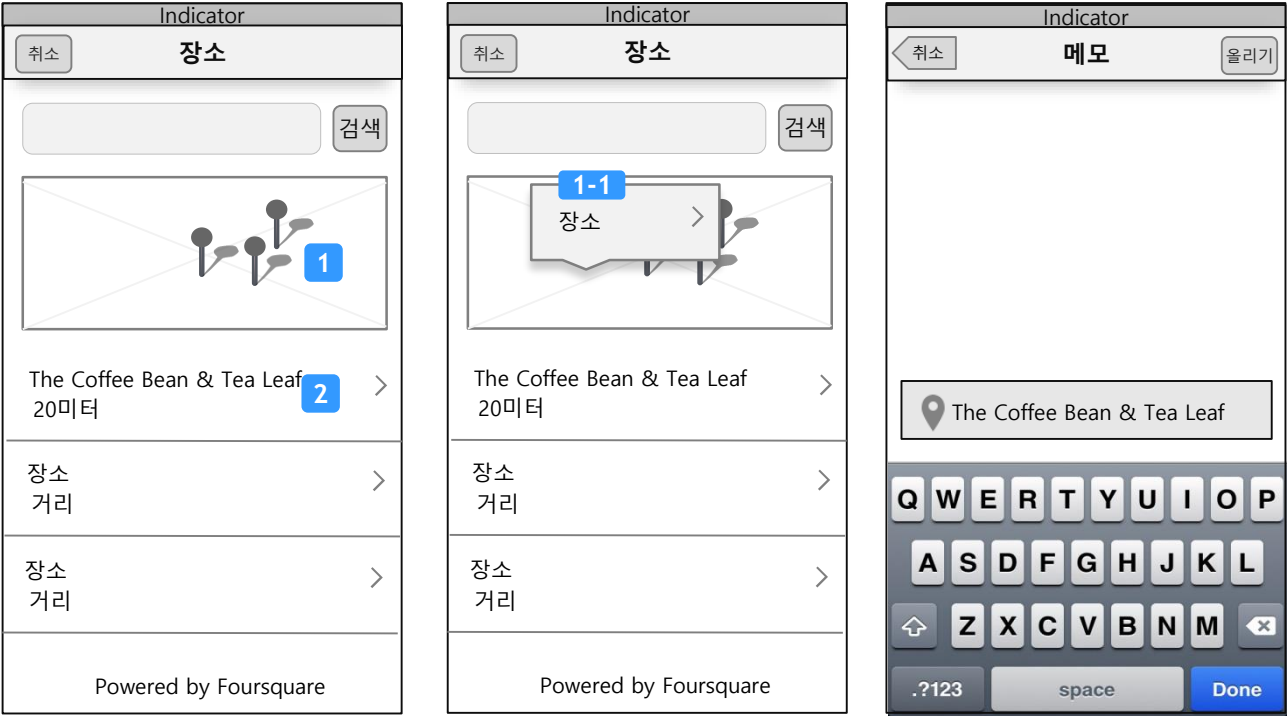 Indicator
취소
장소
검색
1
The Coffee Bean & Tea Leaf
2
20미터
장소
거리
장소
거리
Powered by Foursquare
Indicator
취소
장소
검색
1-1
장소
The Coffee Bean & Tea Leaf
20미터
장소
거리
장소
거리
Powered by Foursquare
Indicator
취소
메모
올리기
The Coffee Bean & Tea Leaf
Q W E R T Y U I O P
A S D F G H J K L
Z X C V B N M
.?123 space Done